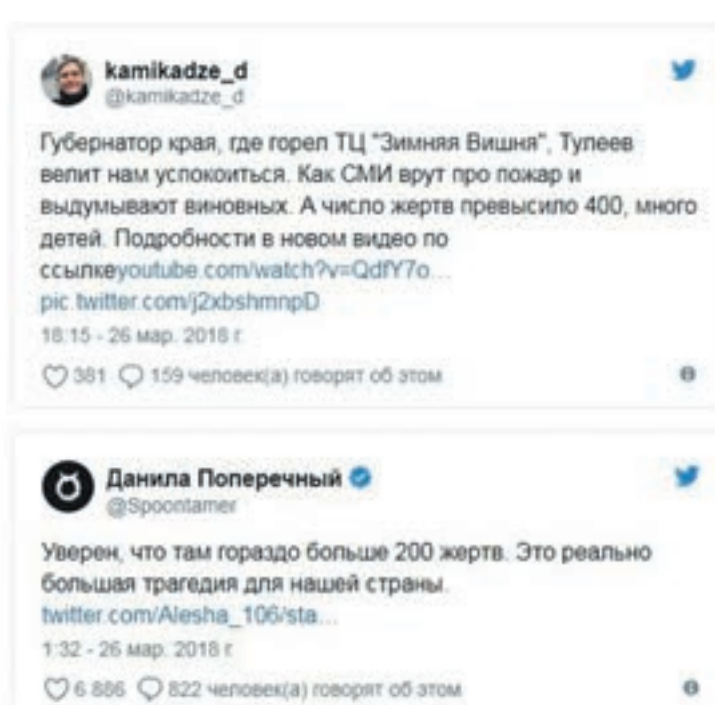 kamikadze_d
@kamikadze_d
Губернатор края, где горел ТЦ "Зимняя Вишня", Тулеев
велит нам успокоиться. Как СМИ врут про пожар и
выдумывают виновных. А число жертв превысило 400, много
детей. Подробности в новом видео по
ссылкеyoutube.com/watch?v=QdfY7o...
pic.twitter.com/j2xbshmnpD
18:15 - 26 мар. 2018 г.
381 159 человек(а) говорят об этом
Данила Поперечный
@Spoontamer
Уверен, что там гораздо больше 200 жертв. Это реально
большая трагедия для нашей страны.
twitter.com/Alesha_106/sta...
1:32 - 26 мар. 2018 г.
6 886 822 человек(а) говорят об этом